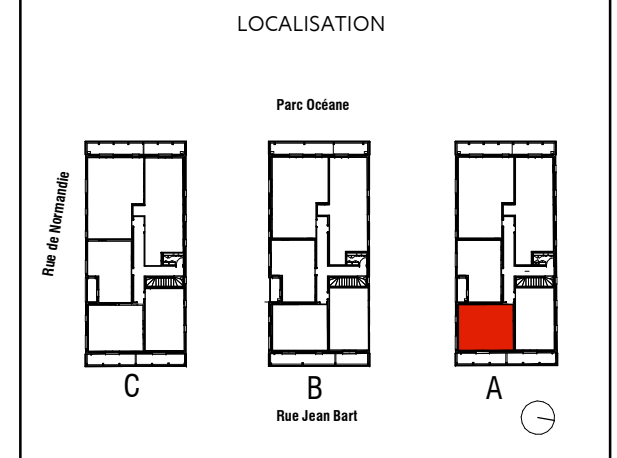 LOCALISATION
Parc Océane
Rue de Normandie
C
B
A
Rue Jean Bart